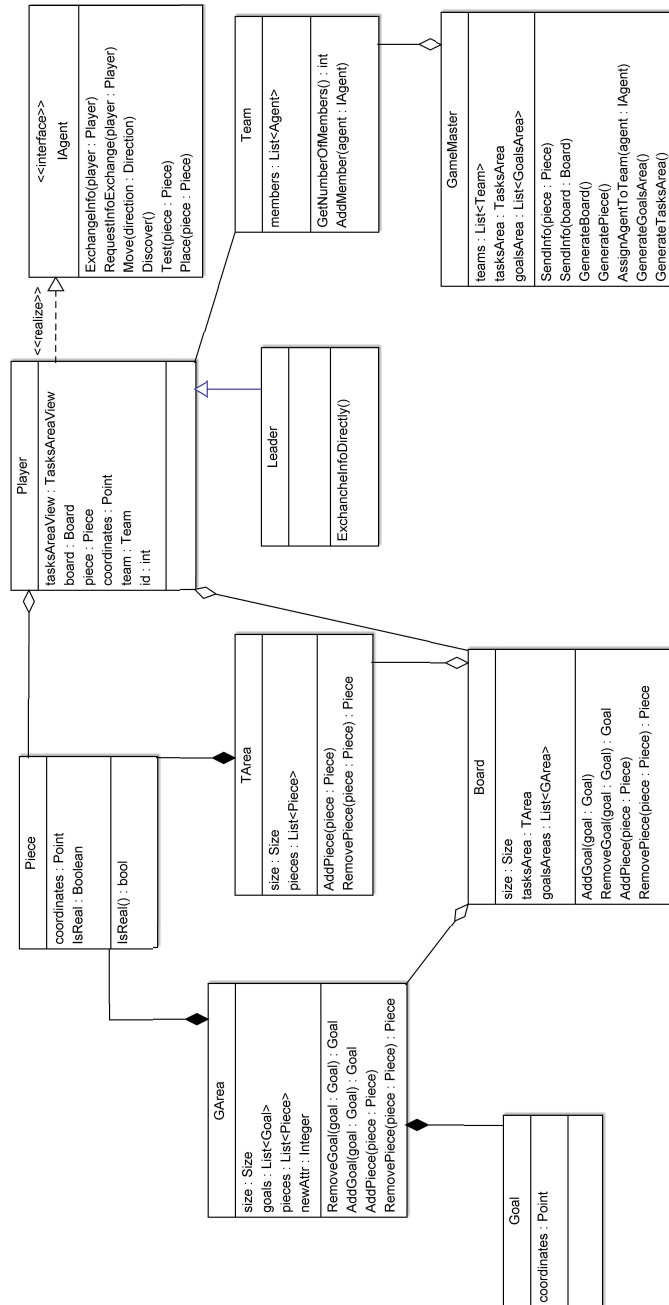 Piece
coordinates : Point
IsReal : Boolean
IsReal() : bool
Player
tasksAreaView : TasksAreaView
board : Board
piece : Piece
coordinates : Point
team : Team
id : int
<<realize>>
<<interface>>
IAgent
ExchangeInfo(player : Player)
RequestInfoExchange(player : Player)
Move(direction : Direction)
Discover()
Test(piece : Piece)
Place(piece : Piece)
GArea
size : Size
goals : List<Goal>
pieces : List<Piece>
newAttr : Integer
RemoveGoal(goal : Goal) : Goal
AddGoal(goal : Goal) : Goal
AddPiece(piece : Piece)
RemovePiece(piece : Piece) : Piece
TArea
size : Size
pieces : List<Piece>
AddPiece(piece : Piece)
RemovePiece(piece : Piece) : Piece
Leader
ExchancheInfoDirectly()
Team
members : List<Agent>
GetNumberOfMembers() : int
AddMember(agent : IAgent)
Goal
coordinates : Point
Board
size : Size
tasksArea : TArea
goalsAreas : List<GArea>
AddGoal(goal : Goal)
RemoveGoal(goal : Goal) : Goal
AddPiece(piece : Piece)
RemovePiece(piece : Piece) : Piece
GameMaster
teams : List<Team>
tasksArea : TasksArea
goalsArea : List<GoalsArea>
SendInfo(piece : Piece)
SendInfo(board : Board)
GenerateBoard()
GeneratePiece()
AssignAgentToTeam(agent : IAgent)
GenerateGoalsArea()
GenerateTasksArea()